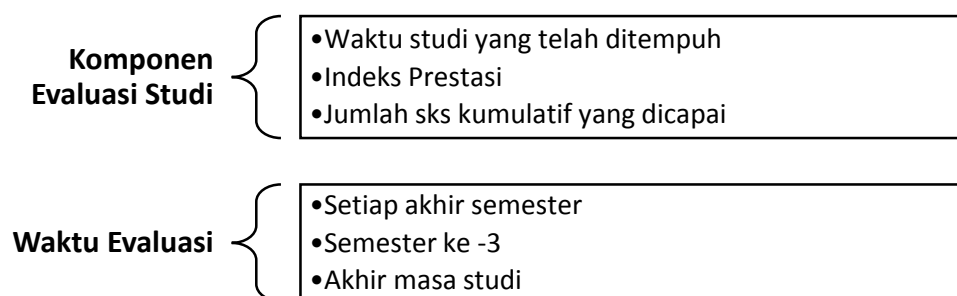 Komponen
Evaluasi Studi
•Waktu studi yang telah ditempuh
•Indeks Prestasi
•Jumlah sks kumulatif yang dicapai
Waktu Evaluasi
•Setiap akhir semester
•Semester ke -3
•Akhir masa studi